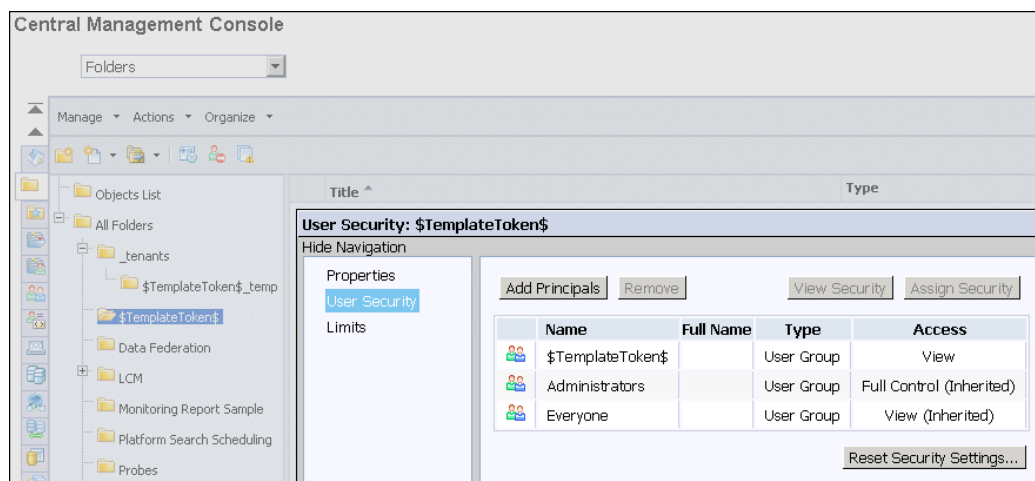 Central Management Console
Folders
Manage Actions Organize
Objects List
All Folders
_tenants
$TemplateToken$_temp
$TemplateToken$
Data Federation
LCM
Monitoring Report Sample
Platform Search Scheduling
Probes
Title Type
User Security: $TemplateToken$
Hide Navigation
Properties
User Security
Limits
Add Principals Remove View Security Assign Security
Name Full Name Type Access
$TemplateToken$ User Group View
Administrators User Group Full Control (Inherited)
Everyone User Group View (Inherited)
Reset Security Settings...